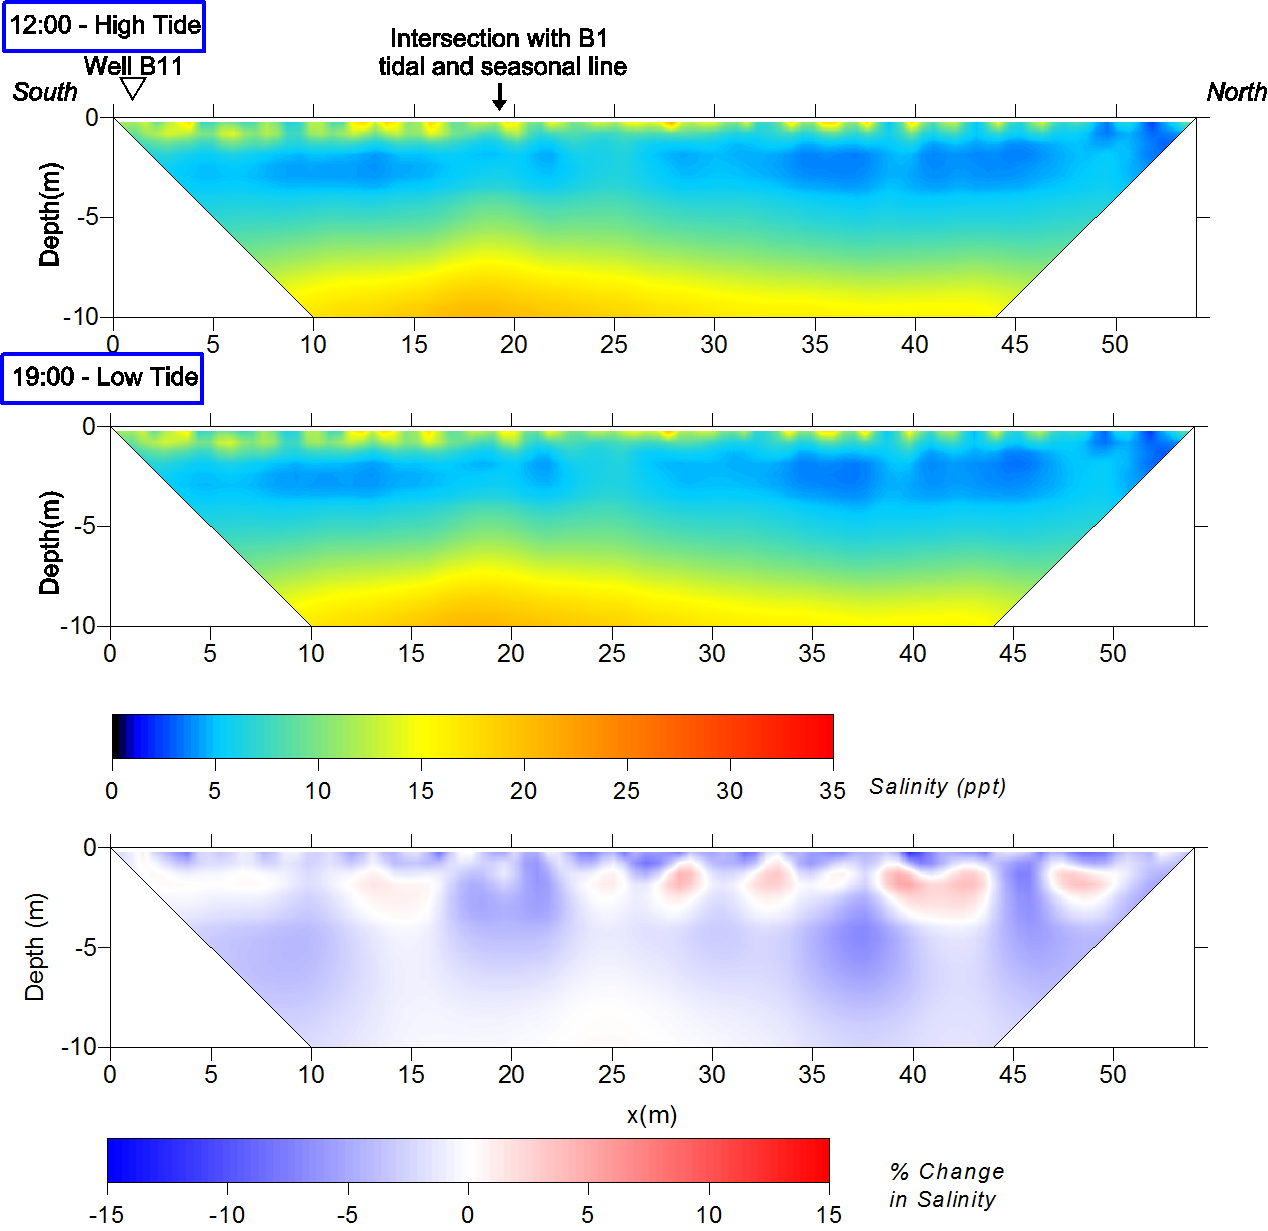 12:00 - High Tide
Intersection with B1
Well B11
tidal and seasonal line
South
North
0
-5
-10
Depth(m)
0 5 10 15 20 25 30 35 40 45 50
19:00 - Low Tide
0
-5
-10
Depth(m)
0 5 10 15 20 25 30 35 40 45 50
0 5 10 15 20 25 30 35
Salinity (ppt)
0
-5
-10
Depth (m)
0 5 10 15 20 25 30 35 40 45 50
x(m)
% Change
in Salinity
-15 -10 -5 0 5 10 15